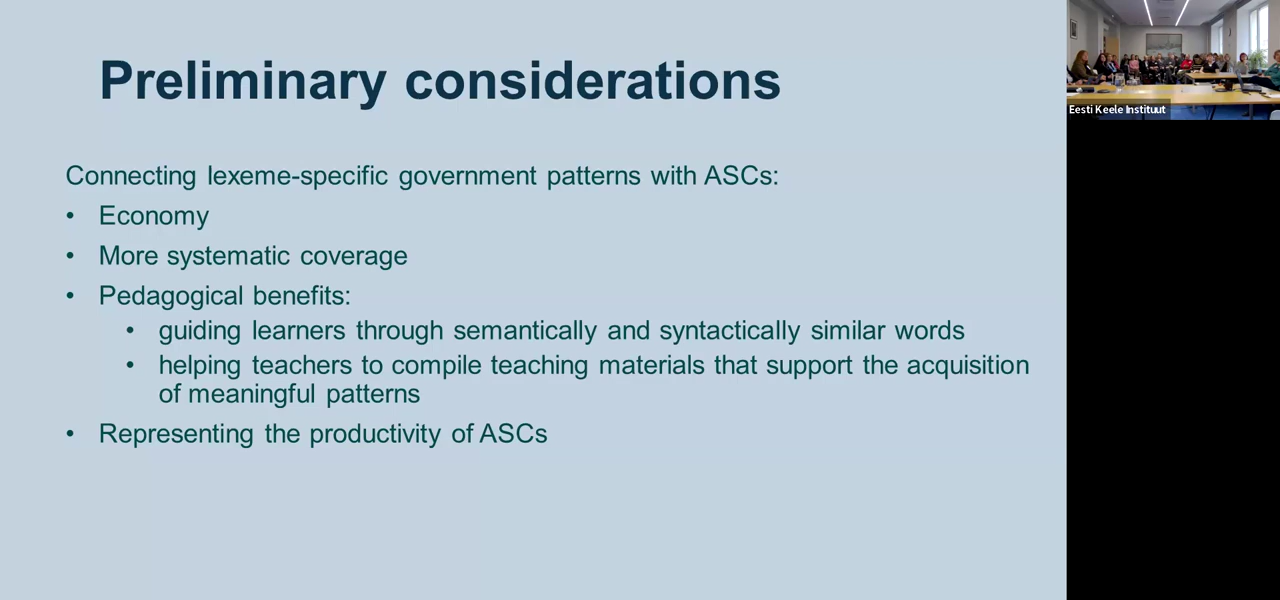 Preliminary considerations
Connecting lexeme-specific government patterns with ASCs:
• Economy
• More systematic coverage
• Pedagogical benefits:
• guiding learners through semantically and syntactically similar words
• helping teachers to compile teaching materials that support the acquisition
of meaningful patterns
• Representing the productivity of ASCs
Eesti Keele Instituut